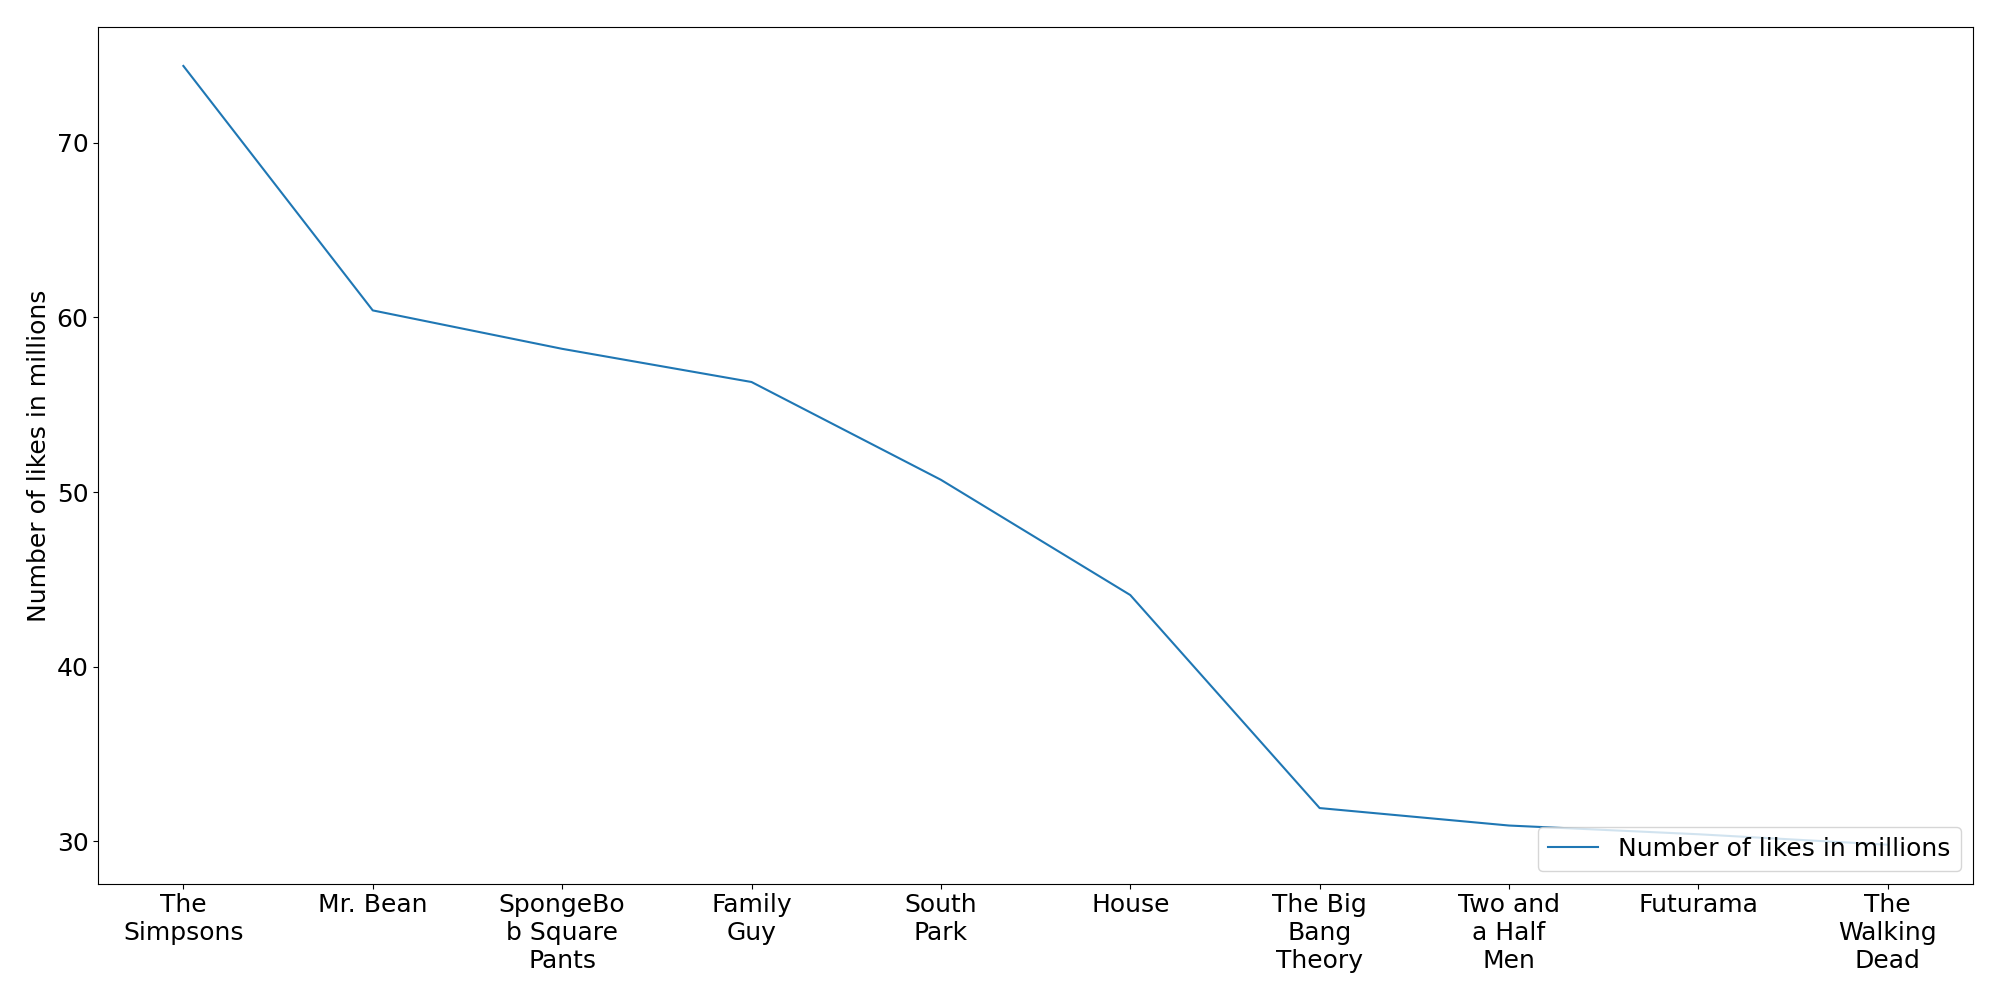 Number of likes in millions
70
60
50
40
30
Number of likes in millions
The
Simpsons
Mr. Bean
SpongeBo
b Square
Pants
Family
Guy
South
Park
House
The Big
Bang
Theory
Two and
a Half
Men
Futurama
The
Walking
Dead